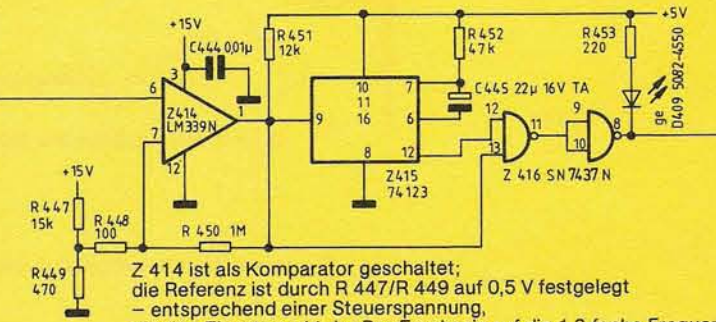 +15V
+5V
C444 0,01µ
R451
12k
R452
47k
R453
220
3
6
Z414
LM339N
1
7
12
10
11
16
9
7
6
12
8
Z415
74123
C445 22µ 16V TA
12
13
11
9
10
8
Z 416 SN 7437 N
ge
D409 5082-4550
+15V
R447
15k
R448
100
R 450 1M
R449
470
Z 414 ist als Komparator geschaltet;
die Referenz ist durch R 447/R 449 auf 0,5 V festgelegt
– entsprechend einer Steuerspannung,